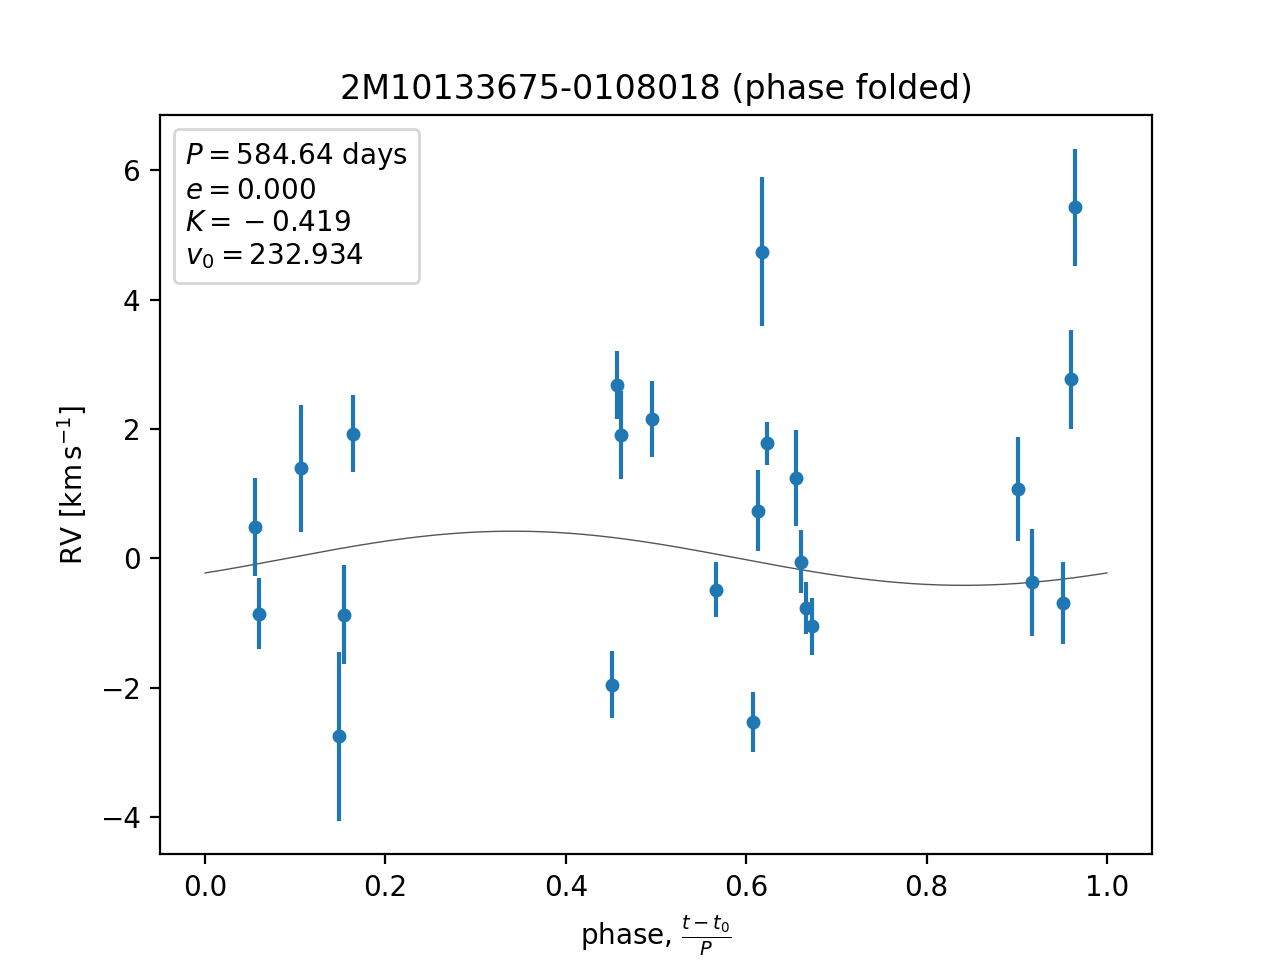 2M10133675-0108018 (phase folded)
P = 584.64 days
e = 0.000
K = −0.419
v₀ = 232.934
6
4
2
0
−2
−4
RV [km s⁻¹]
0.0 0.2 0.4 0.6 0.8 1.0
phase, (t − t₀)/P